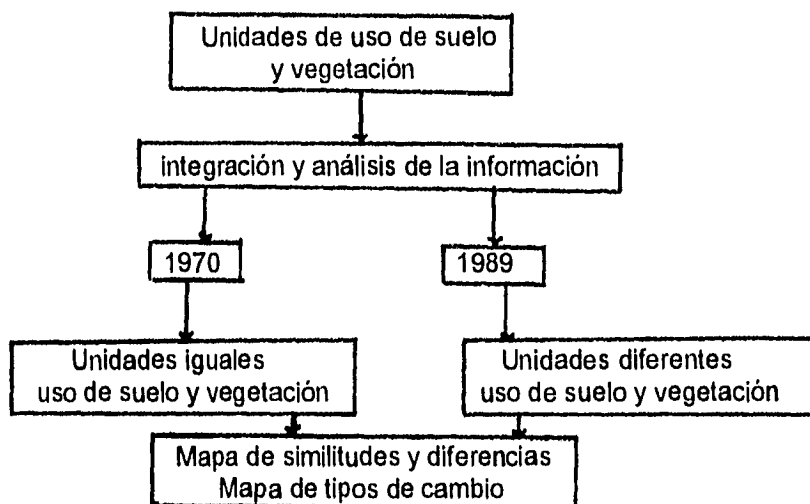 Unidades de uso de suelo
y vegetación
integración y análisis de la información
1970
1989
Unidades iguales
uso de suelo y vegetación
Unidades diferentes
uso de suelo y vegetación
Mapa de similitudes y diferencias
Mapa de tipos de cambio